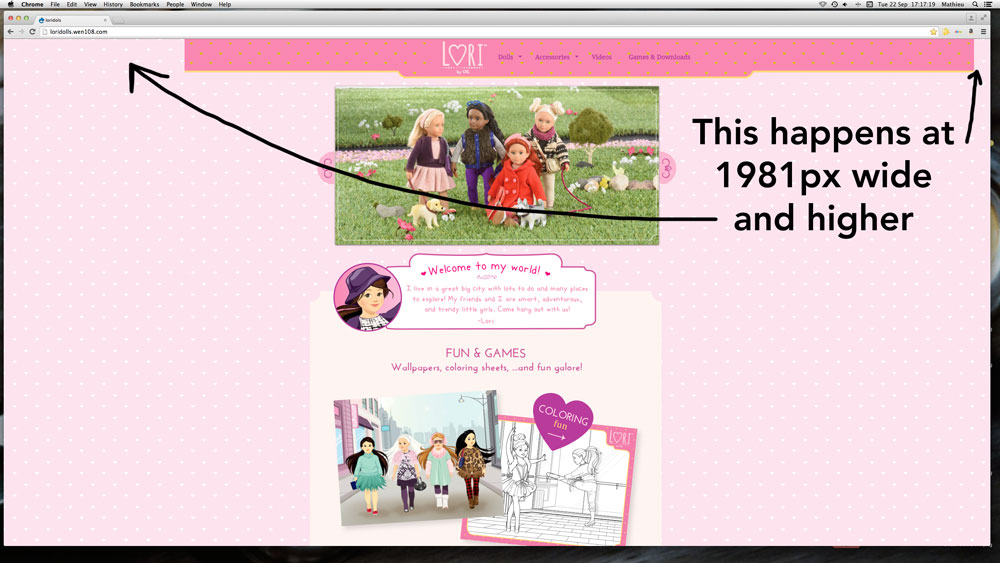 Chrome File Edit View History Bookmarks People Window Help
Tue 22 Sep 17:17:19 Mathieu
loridols
loridolls.wen108.com
LORI
by OG
Dolls Accessories Videos Games & Downloads
This happens at
1981px wide
and higher
Welcome to my world!
I live in a great big city with lots to do and many places
to explore! My friends and I are smart, adventurous,
and trendy little girls. Come hang out with us!
-Lori
FUN & GAMES
Wallpapers, coloring sheets, ...and fun galore!
COLORING
fun
LORI